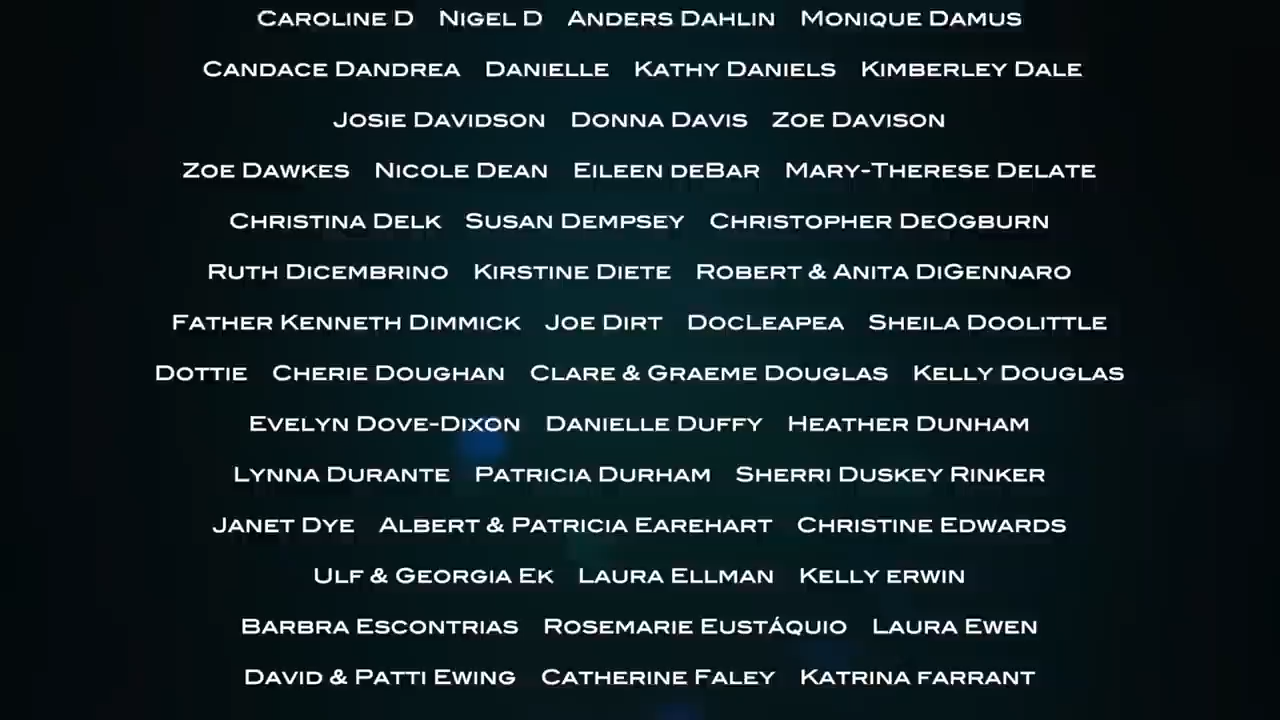 Caroline D Nigel D Anders Dahlin Monique Damus
Candace Dandrea Danielle Kathy Daniels Kimberley Dale
Josie Davidson Donna Davis Zoe Davison
Zoe Dawkes Nicole Dean Eileen deBar Mary-Therese Delate
Christina Delk Susan Dempsey Christopher DeOgburn
Ruth Dicembrino Kirstine Diete Robert & Anita DiGennaro
Father Kenneth Dimmick Joe Dirt DocLeapea Sheila Doolittle
Dottie Cherie Doughan Clare & Graeme Douglas Kelly Douglas
Evelyn Dove-Dixon Danielle Duffy Heather Dunham
Lynna Durante Patricia Durham Sherri Duskey Rinker
Janet Dye Albert & Patricia Earehart Christine Edwards
Ulf & Georgia Ek Laura Ellman Kelly erwin
Barbra Escontrias Rosemarie Eustáquio Laura Ewen
David & Patti Ewing Catherine Faley Katrina farrant